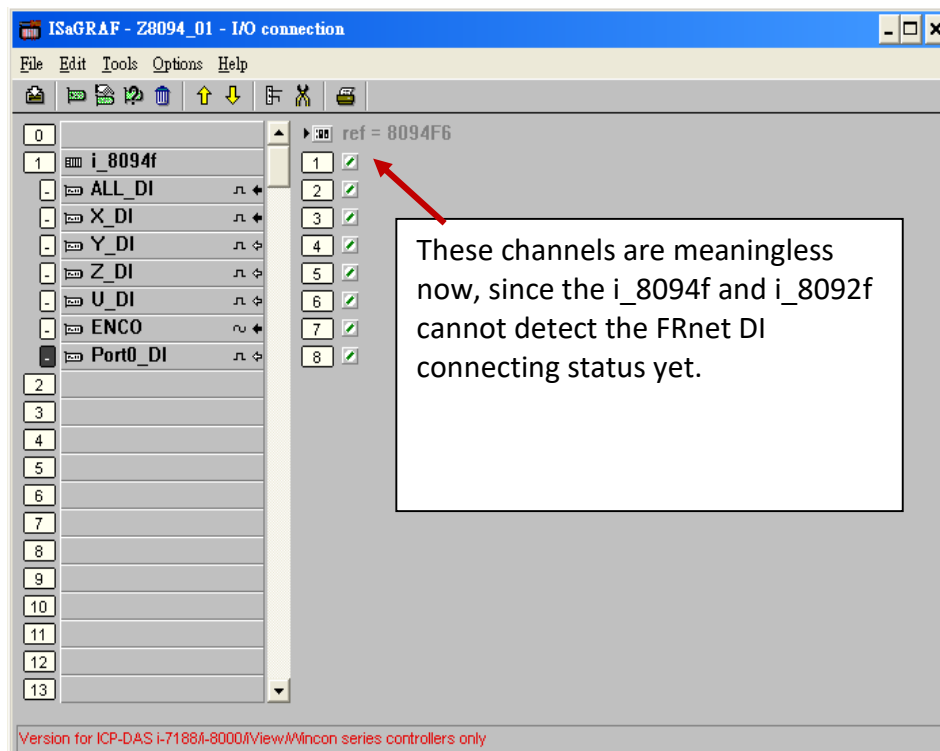 ISaGRAF - Z8094_01 - I/O connection
File Edit Tools Options Help
0
1 i_8094f
- ALL_DI
- X_DI
- Y_DI
- Z_DI
- U_DI
- ENCO
- Port0_DI
2
3
4
5
6
7
8
9
10
11
12
13
ref = 8094F6
1
2
3
4
5
6
7
8
These channels are meaningless
now, since the i_8094f and i_8092f
cannot detect the FRnet DI
connecting status yet.
Version for ICP-DAS i-7188/i-8000/iView/Wincon series controllers only